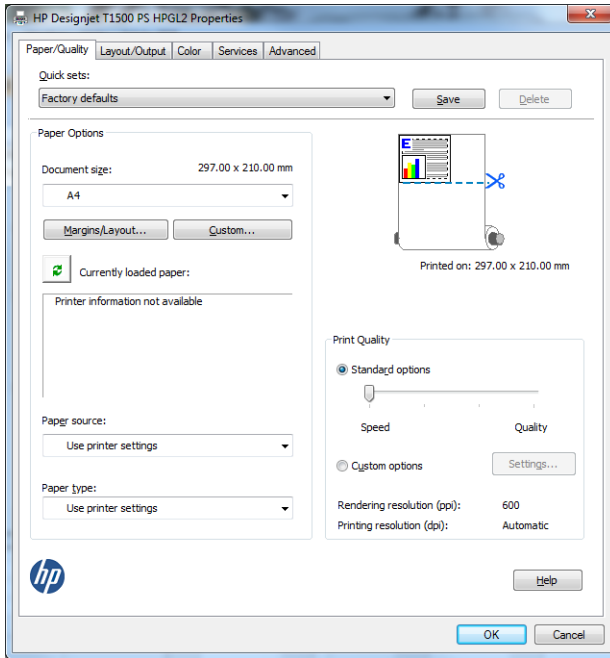 HP Designjet T1500 PS HPGL2 Properties
Paper/Quality Layout/Output Color Services Advanced
Quick sets:
Factory defaults
Save
Delete
Paper Options
Document size:
297.00 x 210.00 mm
A4
Margins/Layout...
Custom...
Currently loaded paper:
Printer information not available
Paper source:
Use printer settings
Paper type:
Use printer settings
E
Printed on: 297.00 x 210.00 mm
Print Quality
Standard options
Speed
Quality
Custom options
Settings...
Rendering resolution (ppi): 600
Printing resolution (dpi): Automatic
hp
Help
OK
Cancel